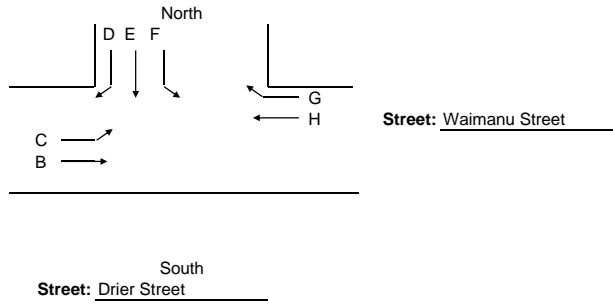 North
D E F
G
H
Street: Waimanu Street
C
B
South
Street: Drier Street